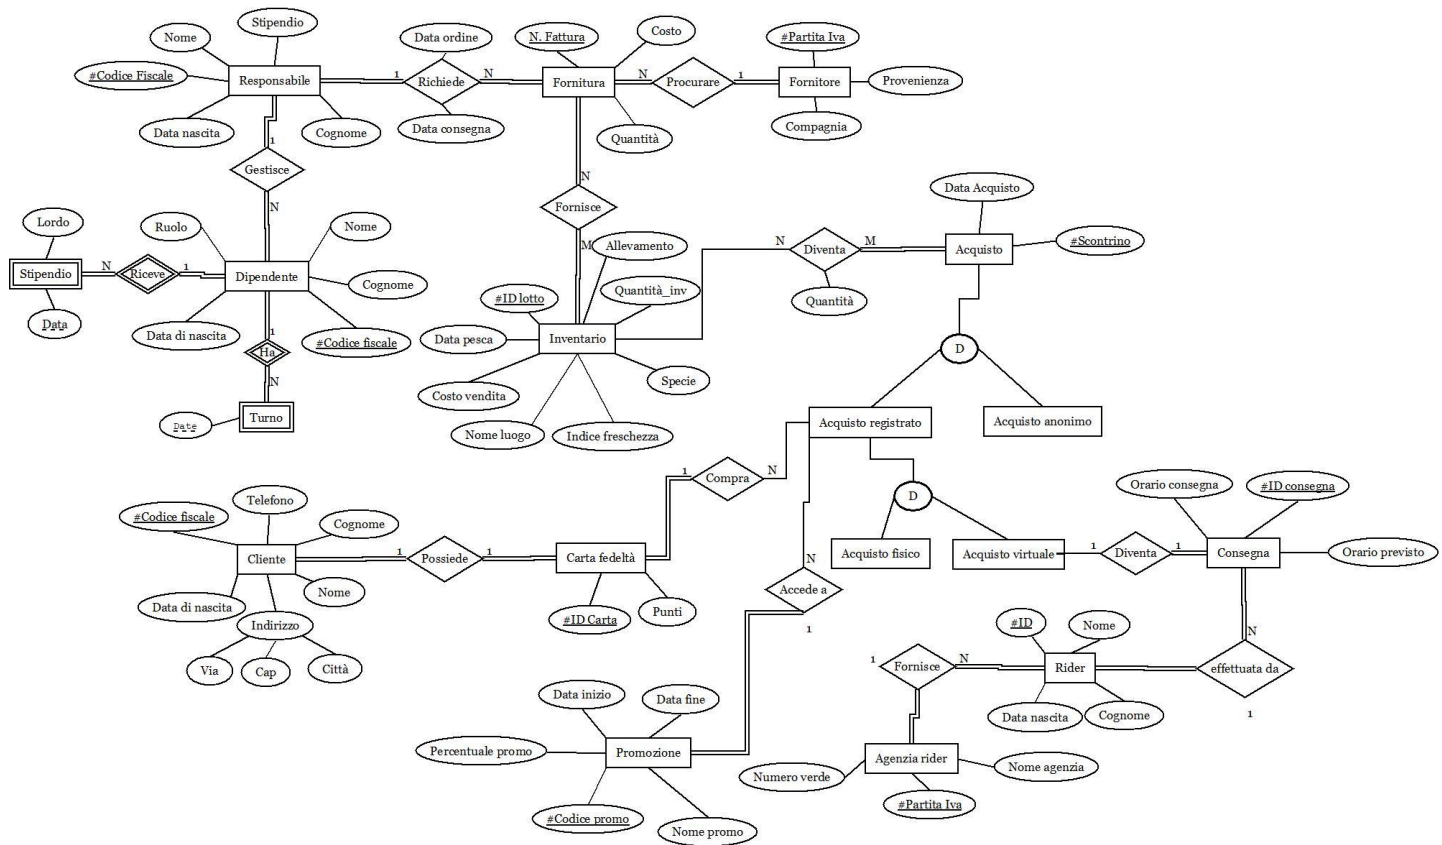 Stipendio
Nome
Data ordine
N. Fattura
Costo
#Partita Iva
#Codice Fiscale
Responsabile
1
Richiede
N
Fornitura
N
Procurare
1
Fornitore
Provenienza
Data nascita
Cognome
Data consegna
Quantità
Compagnia
1
Gestisce
N
N
Fornisce
M
Data Acquisto
Lordo
Ruolo
Nome
Allevamento
N
Diventa
M
Acquisto
#Scontrino
Stipendio
N
Riceve
1
Dipendente
Cognome
#ID lotto
Quantità_inv
Quantità
Data
Data di nascita
#Codice fiscale
Data pesca
Inventario
D
1
Ha
N
Costo vendita
Specie
Date
Turno
Nome luogo
Indice freschezza
Acquisto registrato
Acquisto anonimo
1
Compra
N
D
Orario consegna
#ID consegna
#Codice fiscale
Telefono
Cognome
Cliente
1
Possiede
1
Carta fedeltà
Acquisto fisico
Acquisto virtuale
1
Diventa
1
Consegna
Orario previsto
Data di nascita
Nome
#ID Carta
Punti
N
Accede a
1
Indirizzo
Via
Cap
Città
#ID
Nome
N
1
Fornisce
N
Rider
effettuata da
1
Data nascita
Cognome
Data inizio
Data fine
Percentuale promo
Promozione
Agenzia rider
Nome agenzia
Numero verde
#Partita Iva
#Codice promo
Nome promo